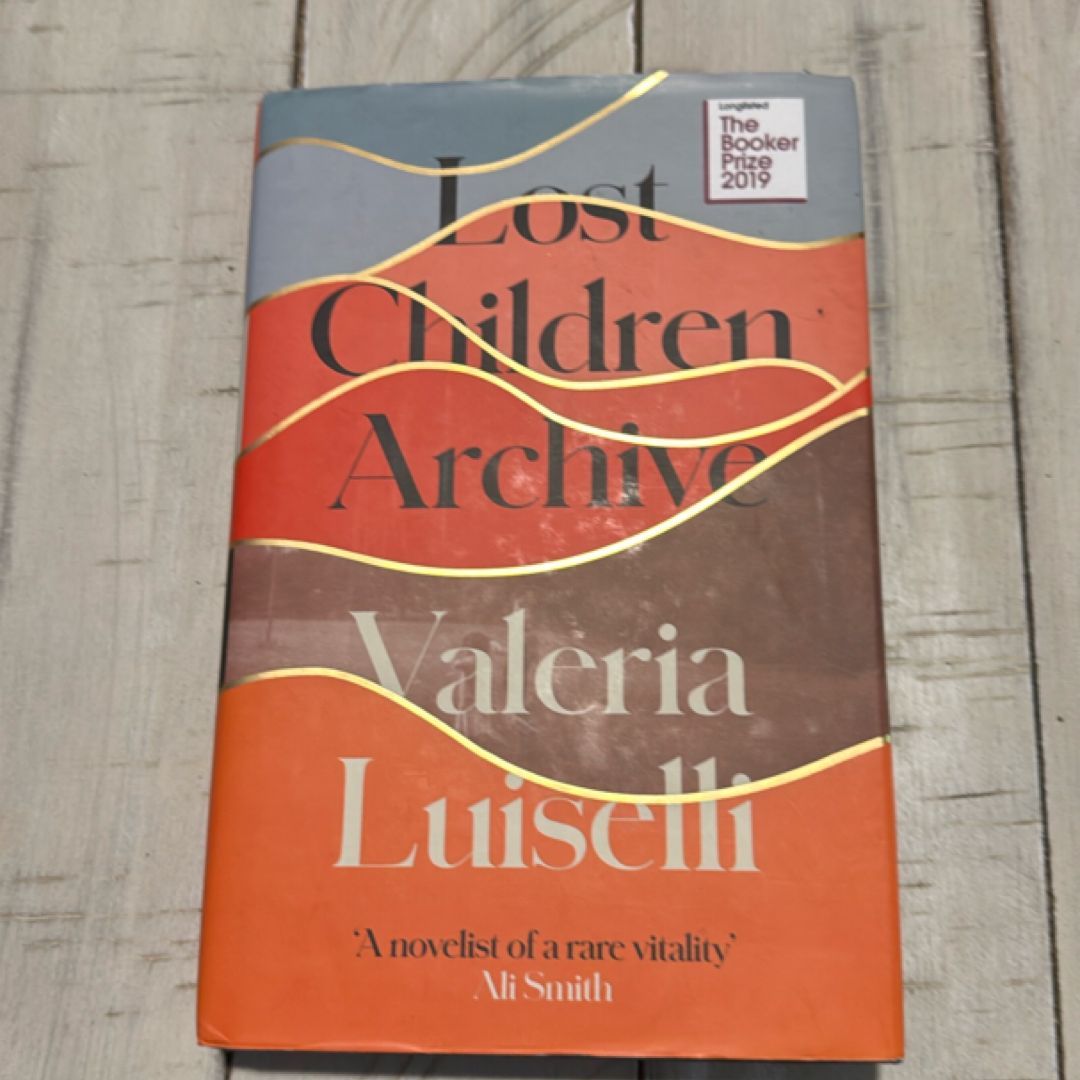 Longlisted
The
Booker
Prize
2019
Lost
Children
Archive
Valeria
Luiselli
‘A novelist of a rare vitality’
Ali Smith